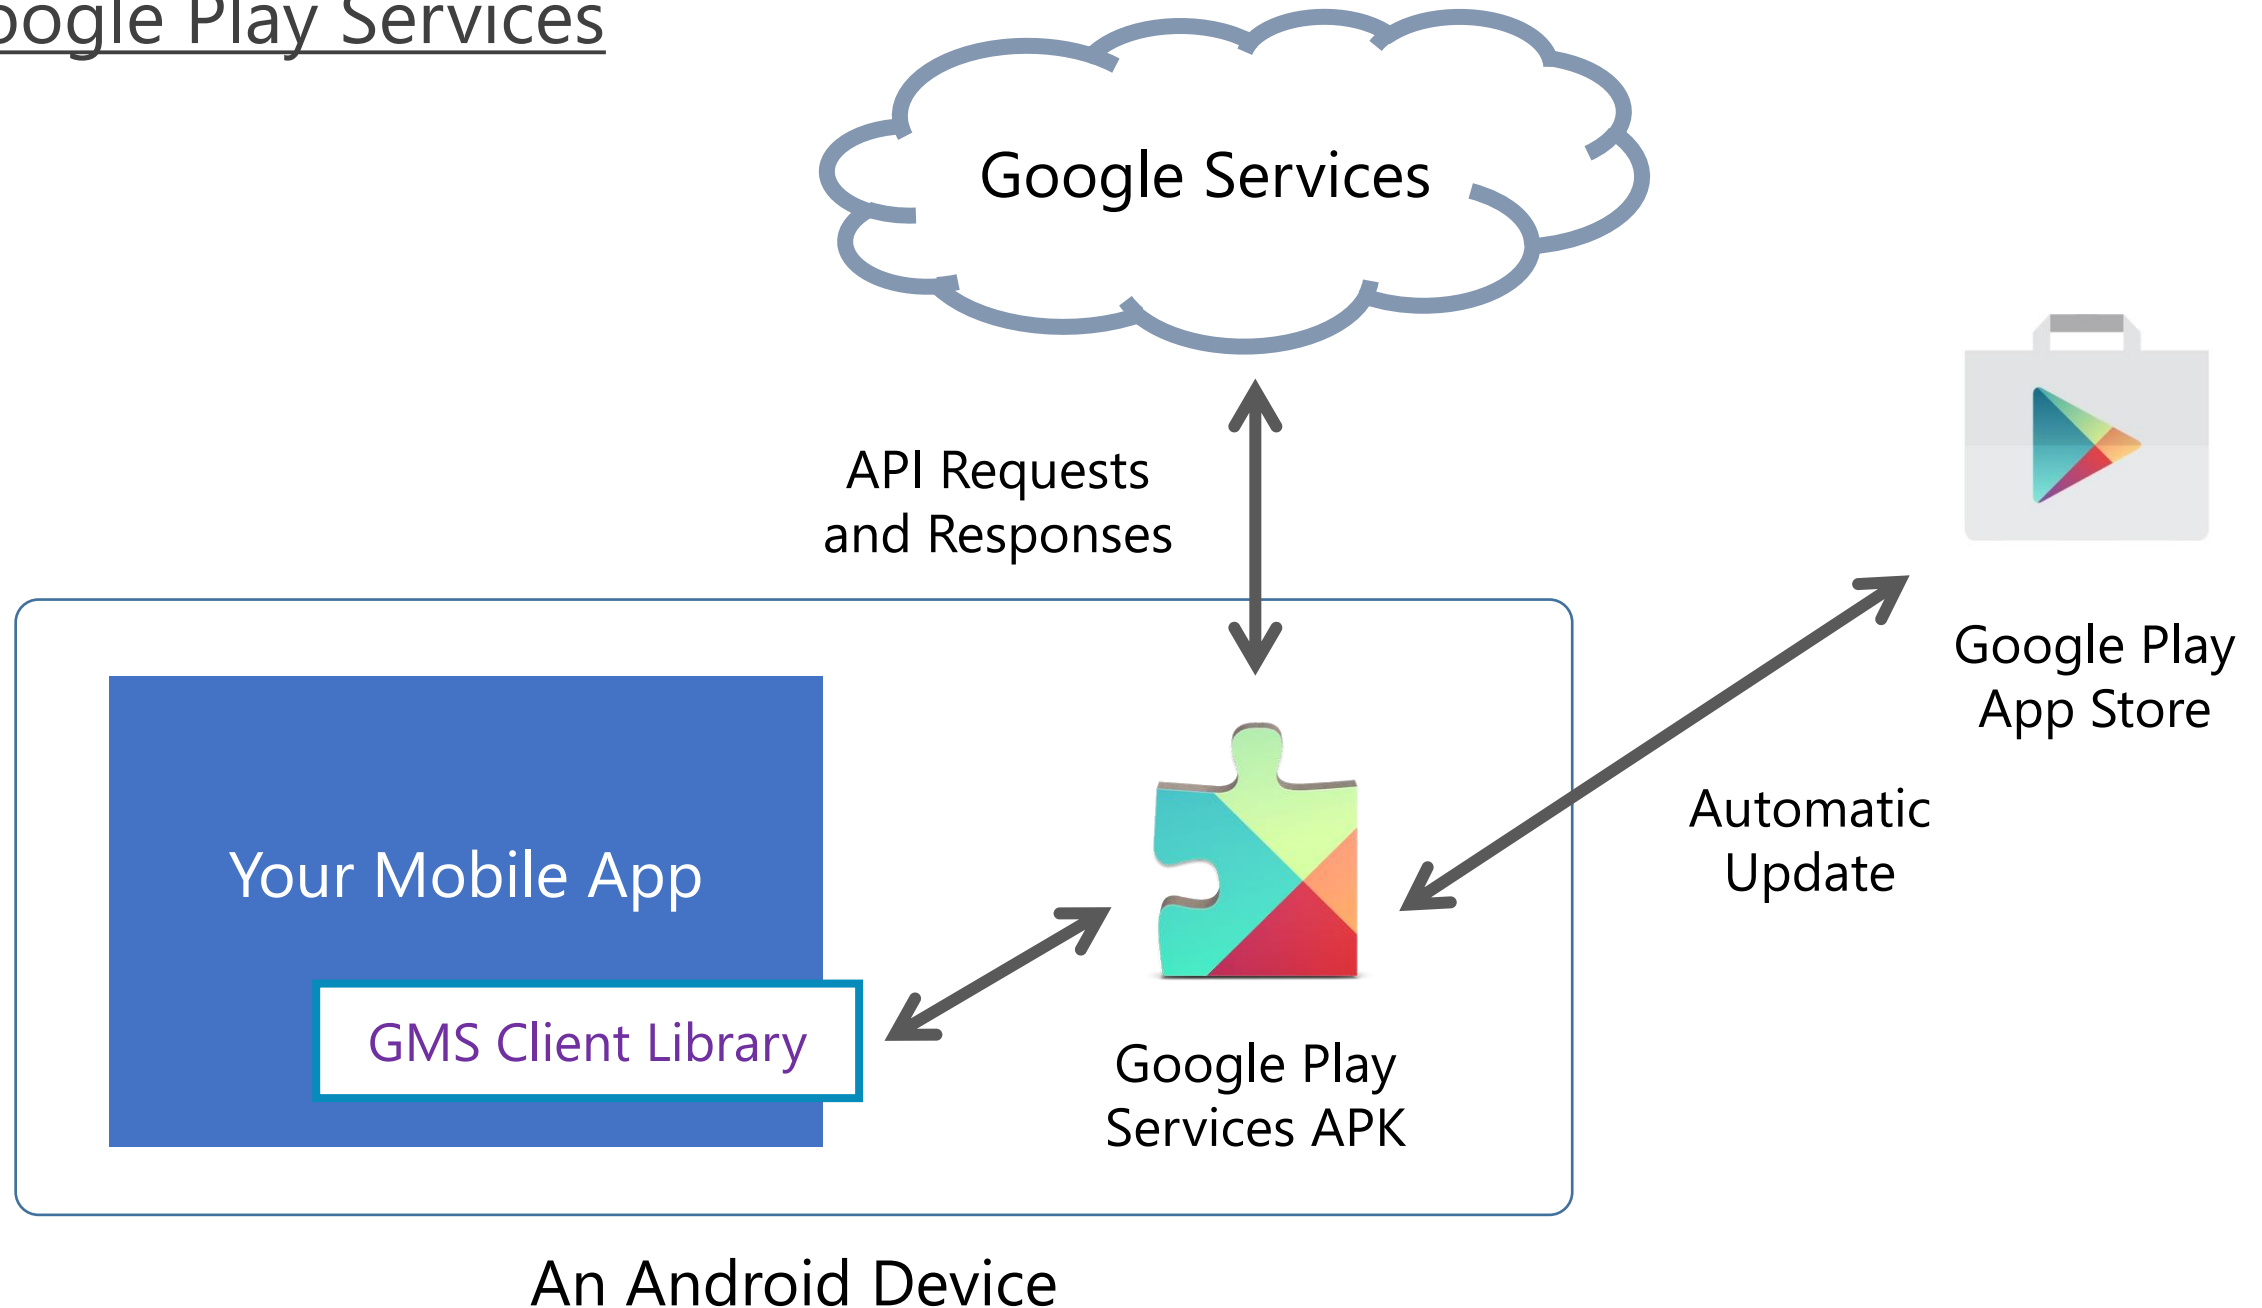 oogle Play Services
Google Services
API Requests
and Responses
Google Play
App Store
Automatic
Update
Your Mobile App
GMS Client Library
Google Play
Services APK
An Android Device